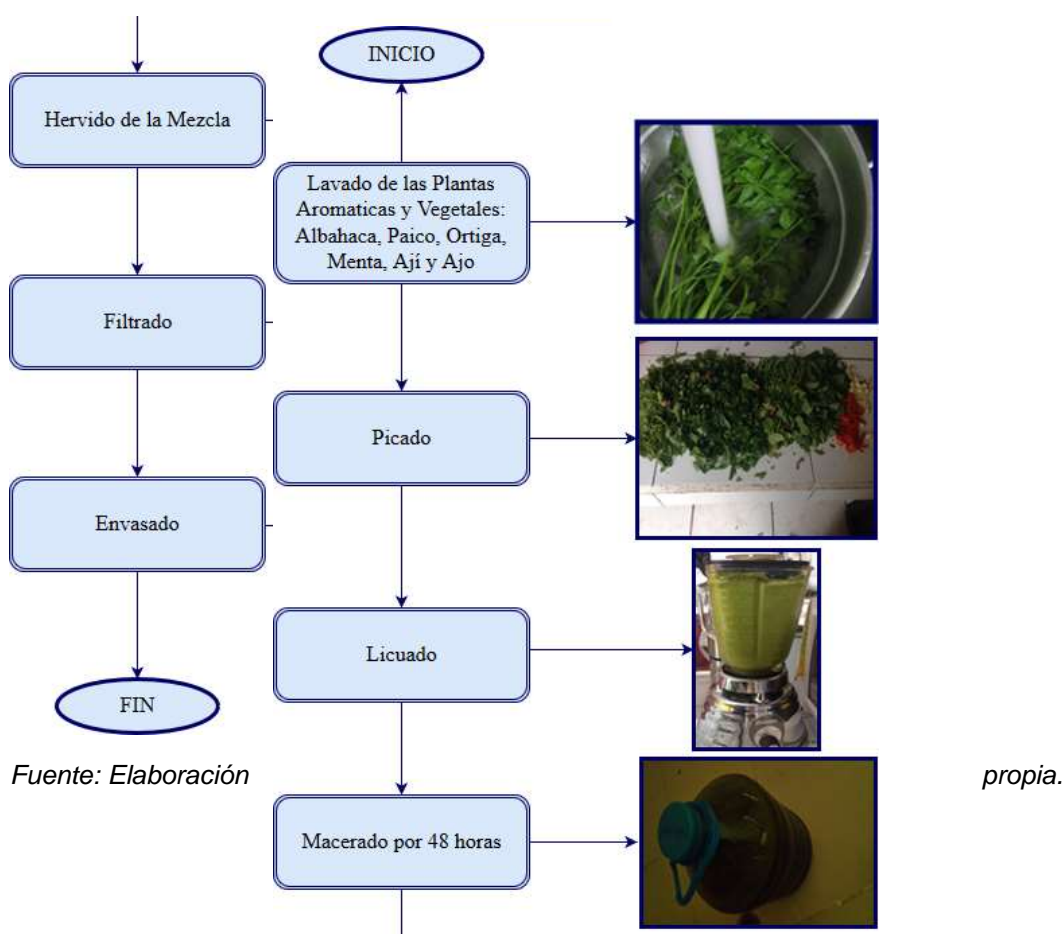 INICIO
Lavado de las Plantas
Aromaticas y Vegetales:
Albahaca, Paico, Ortiga,
Menta, Ají y Ajo
Picado
Licuado
Macerado por 48 horas
Hervido de la Mezcla
Filtrado
Envasado
FIN
Fuente: Elaboración propia.